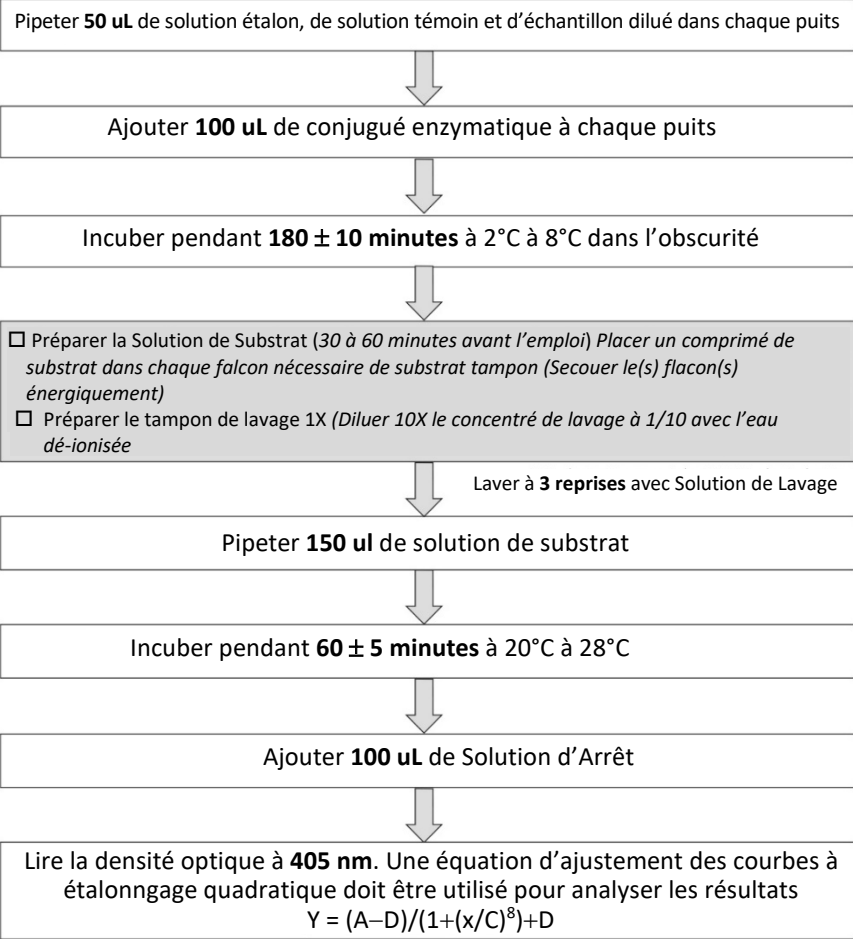 Pipeter 50 uL de solution étalon, de solution témoin et d’échantillon dilué dans chaque puits
Ajouter 100 uL de conjugué enzymatique à chaque puits
Incuber pendant 180 ± 10 minutes à 2°C à 8°C dans l’obscurité
☐ Préparer la Solution de Substrat (30 à 60 minutes avant l’emploi) Placer un comprimé de
substrat dans chaque falcon nécessaire de substrat tampon (Secouer le(s) flacon(s)
énergiquement)
☐ Préparer le tampon de lavage 1X (Diluer 10X le concentré de lavage à 1/10 avec l’eau
dé-ionisée
Laver à 3 reprises avec Solution de Lavage
Pipeter 150 ul de solution de substrat
Incuber pendant 60 ± 5 minutes à 20°C à 28°C
Ajouter 100 uL de Solution d’Arrêt
Lire la densité optique à 405 nm. Une équation d’ajustement des courbes à
étalonngage quadratique doit être utilisé pour analyser les résultats
Y = (A−D)/(1+(x/C)⁸)+D